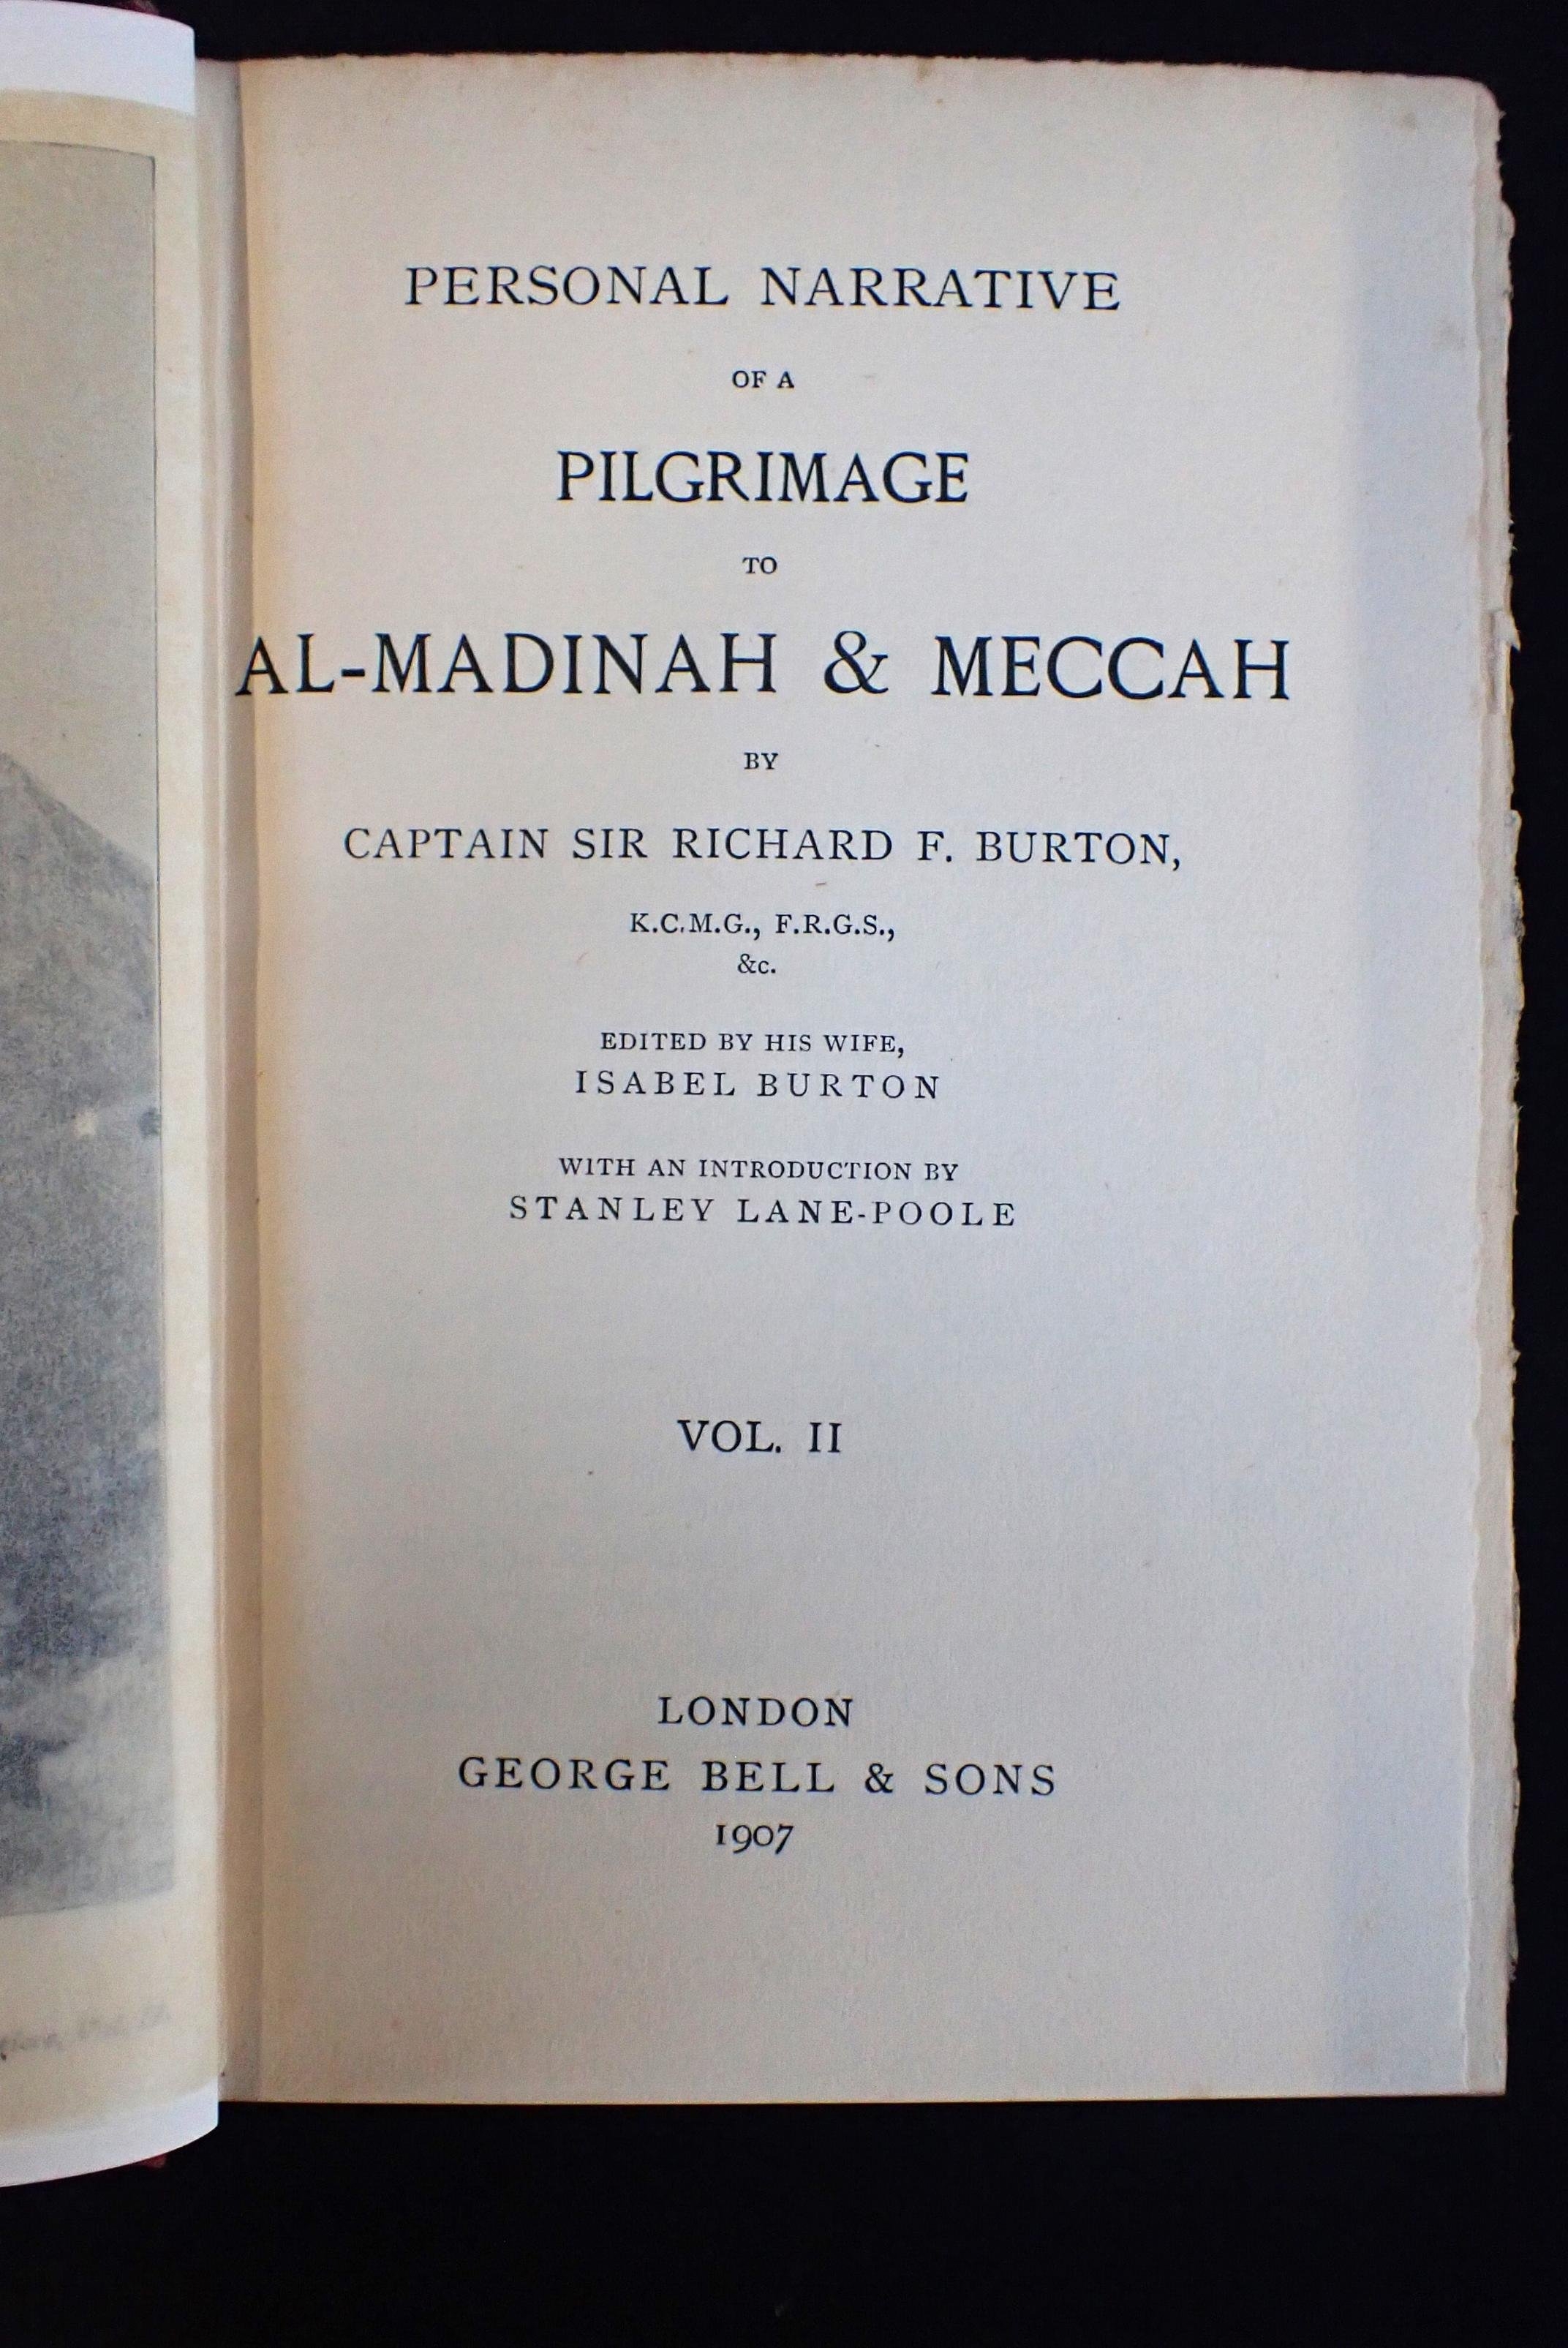 PERSONAL NARRATIVE
OF A
PILGRIMAGE
TO
AL-MADINAH & MECCAH
BY
CAPTAIN SIR RICHARD F. BURTON,
K.C.M.G., F.R.G.S.,
&c.
EDITED BY HIS WIFE,
ISABEL BURTON
WITH AN INTRODUCTION BY
STANLEY LANE-POOLE
VOL. II
LONDON
GEORGE BELL & SONS
1907